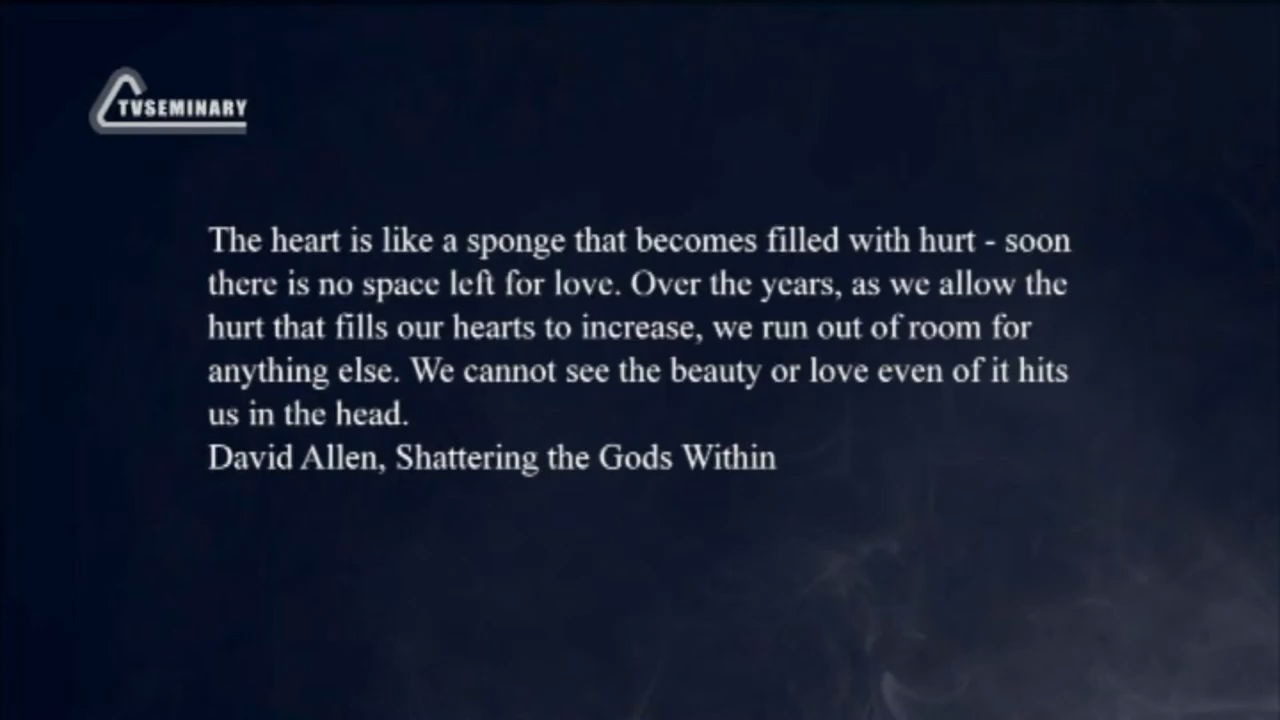 TVSEMINARY
The heart is like a sponge that becomes filled with hurt - soon
there is no space left for love. Over the years, as we allow the
hurt that fills our hearts to increase, we run out of room for
anything else. We cannot see the beauty or love even of it hits
us in the head.
David Allen, Shattering the Gods Within